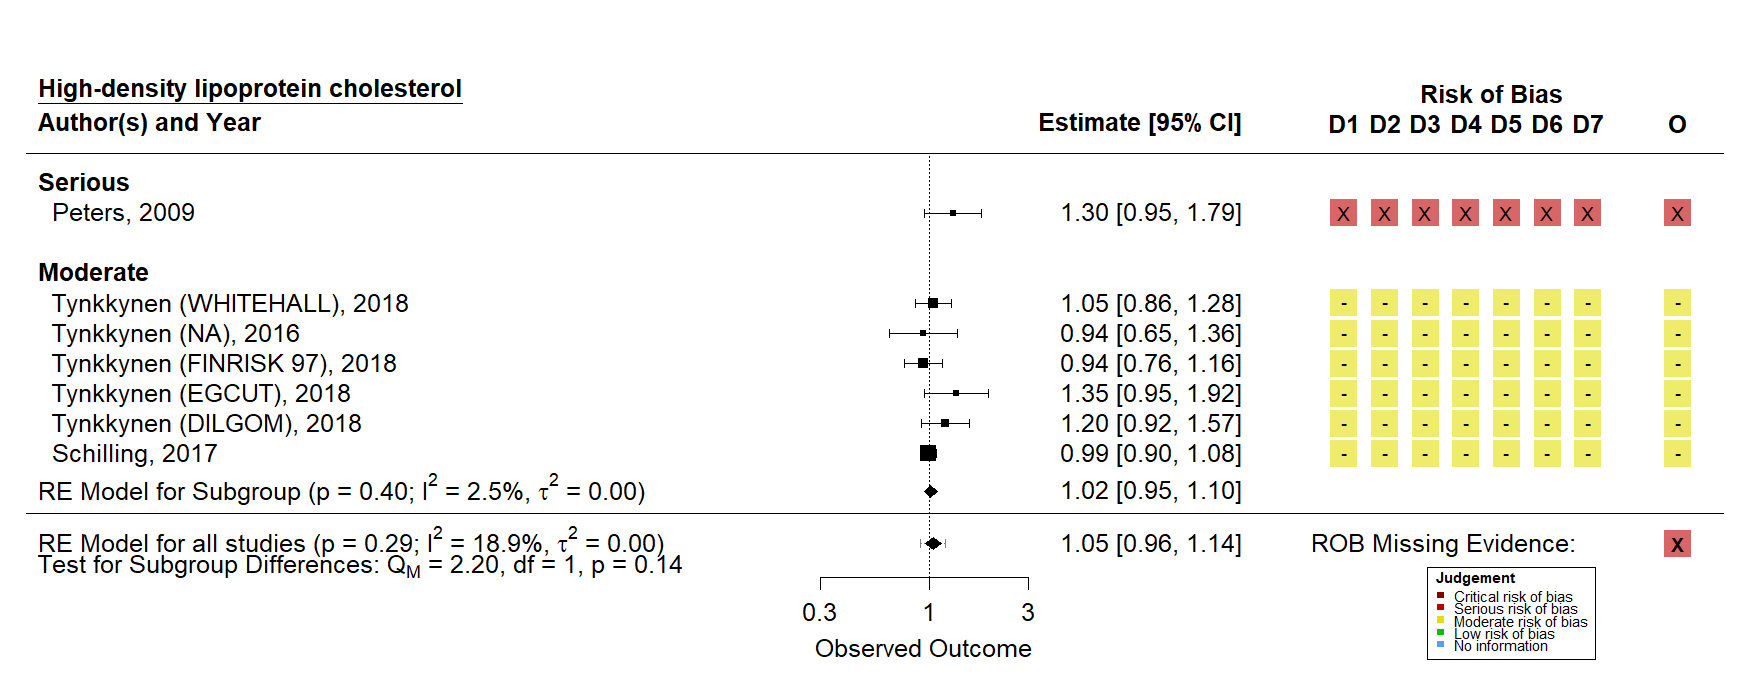 High-density lipoprotein cholesterol
Risk of Bias
Author(s) and Year Estimate [95% CI] D1 D2 D3 D4 D5 D6 D7 O
Serious
Peters, 2009 1.30 [0.95, 1.79] X X X X X X X X
Moderate
Tynkkynen (WHITEHALL), 2018 1.05 [0.86, 1.28] - - - - - - - -
Tynkkynen (NA), 2016 0.94 [0.65, 1.36] - - - - - - - -
Tynkkynen (FINRISK 97), 2018 0.94 [0.76, 1.16] - - - - - - - -
Tynkkynen (EGCUT), 2018 1.35 [0.95, 1.92] - - - - - - - -
Tynkkynen (DILGOM), 2018 1.20 [0.92, 1.57] - - - - - - - -
Schilling, 2017 0.99 [0.90, 1.08] - - - - - - - -
RE Model for Subgroup (p = 0.40; I² = 2.5%, τ² = 0.00) 1.02 [0.95, 1.10]
RE Model for all studies (p = 0.29; I² = 18.9%, τ² = 0.00) 1.05 [0.96, 1.14] ROB Missing Evidence: X
Test for Subgroup Differences: Q_M = 2.20, df = 1, p = 0.14
0.3 1 3
Observed Outcome
Judgement
Critical risk of bias
Serious risk of bias
Moderate risk of bias
Low risk of bias
No information